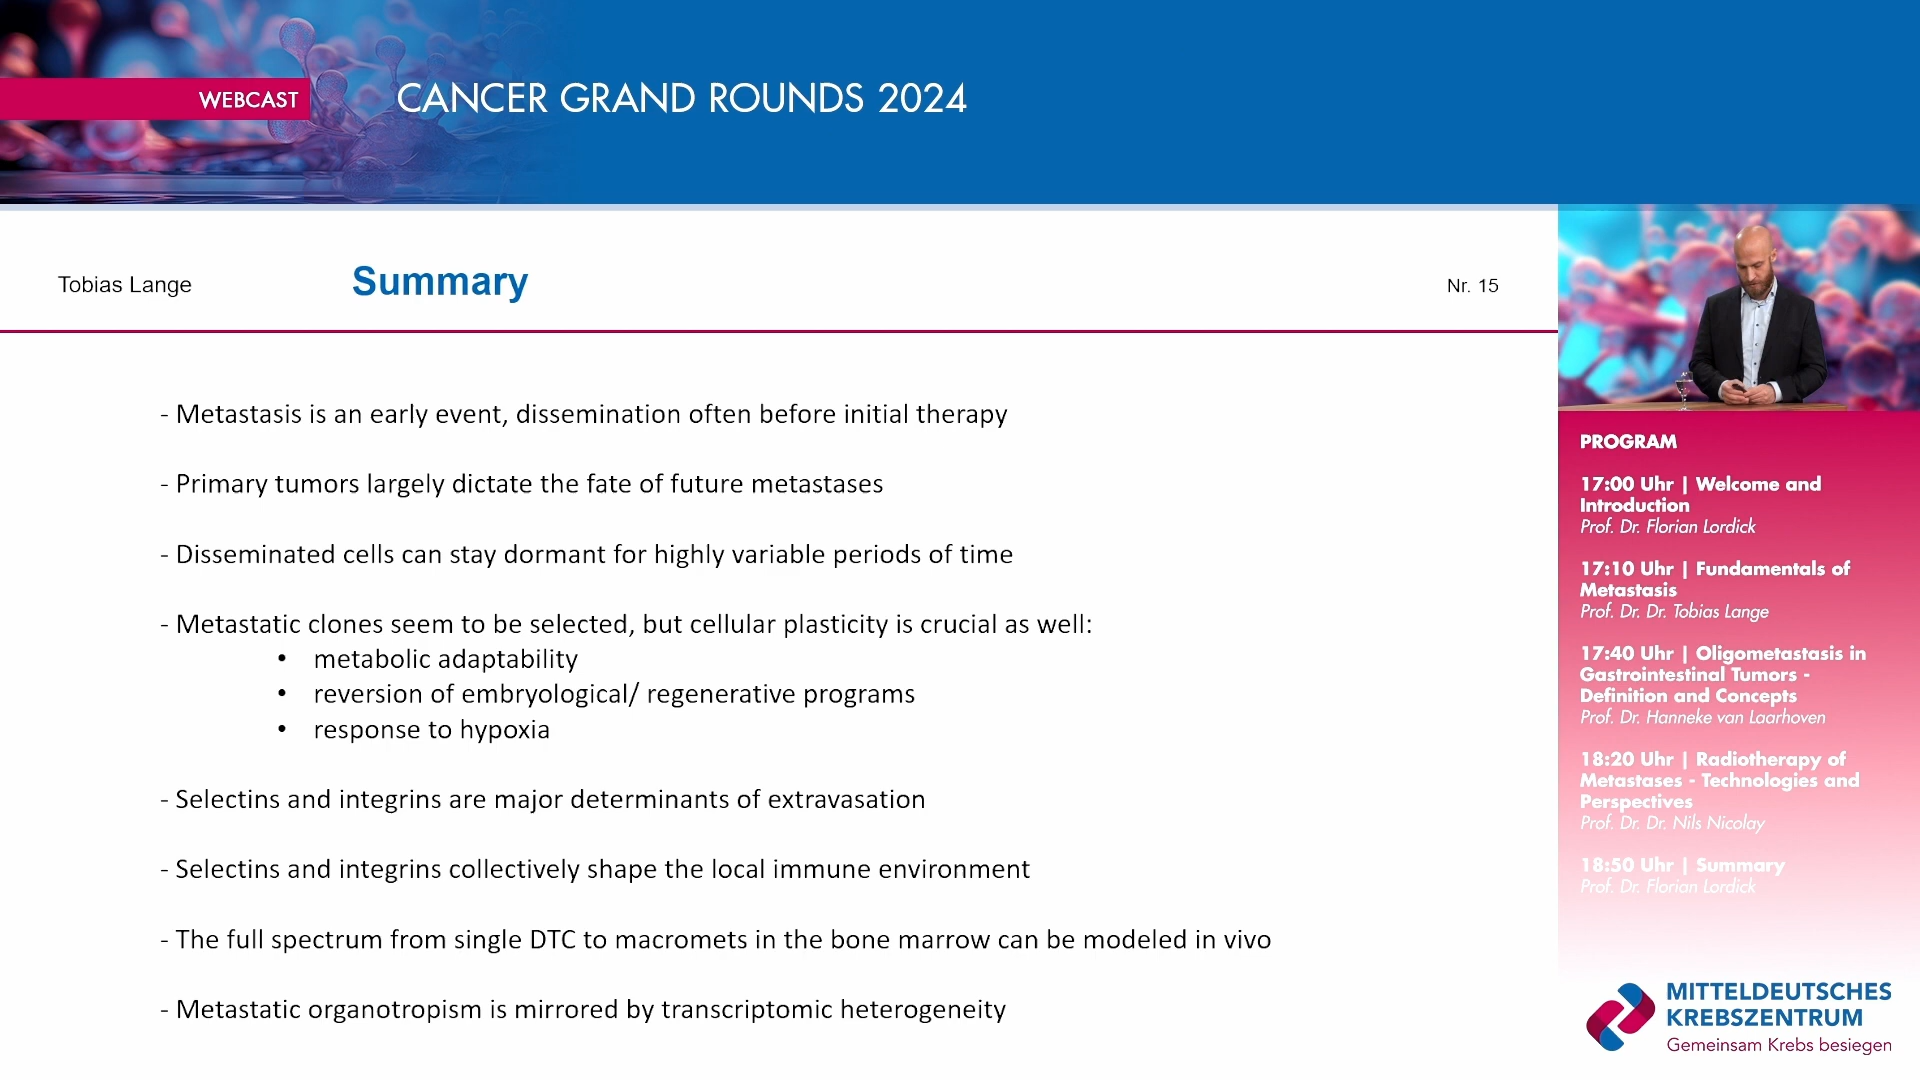 WEBCAST
CANCER GRAND ROUNDS 2024
Tobias Lange
Summary
Nr. 15
- Metastasis is an early event, dissemination often before initial therapy
- Primary tumors largely dictate the fate of future metastases
- Disseminated cells can stay dormant for highly variable periods of time
- Metastatic clones seem to be selected, but cellular plasticity is crucial as well:
• metabolic adaptability
• reversion of embryological/ regenerative programs
• response to hypoxia
- Selectins and integrins are major determinants of extravasation
- Selectins and integrins collectively shape the local immune environment
- The full spectrum from single DTC to macromets in the bone marrow can be modeled in vivo
- Metastatic organotropism is mirrored by transcriptomic heterogeneity
PROGRAM
17:00 Uhr | Welcome and
Introduction
Prof. Dr. Florian Lordick
17:10 Uhr | Fundamentals of
Metastasis
Prof. Dr. Dr. Tobias Lange
17:40 Uhr | Oligometastasis in
Gastrointestinal Tumors -
Definition and Concepts
Prof. Dr. Hanneke van Laarhoven
18:20 Uhr | Radiotherapy of
Metastases - Technologies and
Perspectives
Prof. Dr. Dr. Nils Nicolay
18:50 Uhr | Summary
Prof. Dr. Florian Lordick
MITTELDEUTSCHES
KREBSZENTRUM
Gemeinsam Krebs besiegen